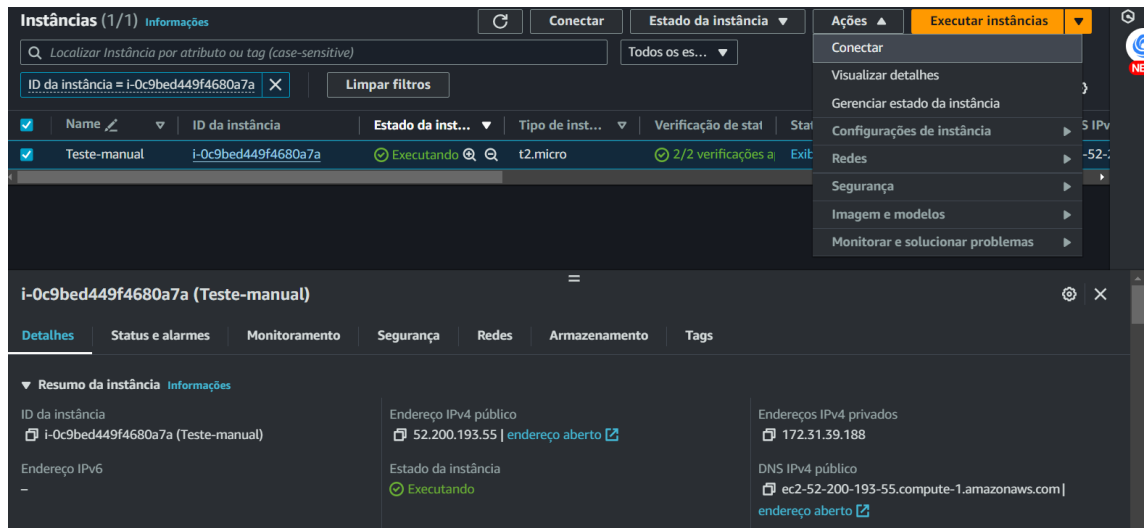 Instâncias (1/1) Informações
Conectar
Estado da instância
Ações
Executar instâncias
Localizar Instância por atributo ou tag (case-sensitive)
Todos os es...
Conectar
ID da instância = i-0c9bed449f4680a7a
Limpar filtros
Visualizar detalhes
Gerenciar estado da instância
Name ID da instância Estado da inst... Tipo de inst... Verificação de stat Stat
Configurações de instância
Teste-manual i-0c9bed449f4680a7a Executando t2.micro 2/2 verificações a Exib
-52-
Redes
Segurança
Imagem e modelos
Monitorar e solucionar problemas
i-0c9bed449f4680a7a (Teste-manual)
Detalhes Status e alarmes Monitoramento Segurança Redes Armazenamento Tags
Resumo da instância Informações
ID da instância
i-0c9bed449f4680a7a (Teste-manual)
Endereço IPv4 público
52.200.193.55 | endereço aberto
Endereços IPv4 privados
172.31.39.188
Endereço IPv6
–
Estado da instância
Executando
DNS IPv4 público
ec2-52-200-193-55.compute-1.amazonaws.com |
endereço aberto